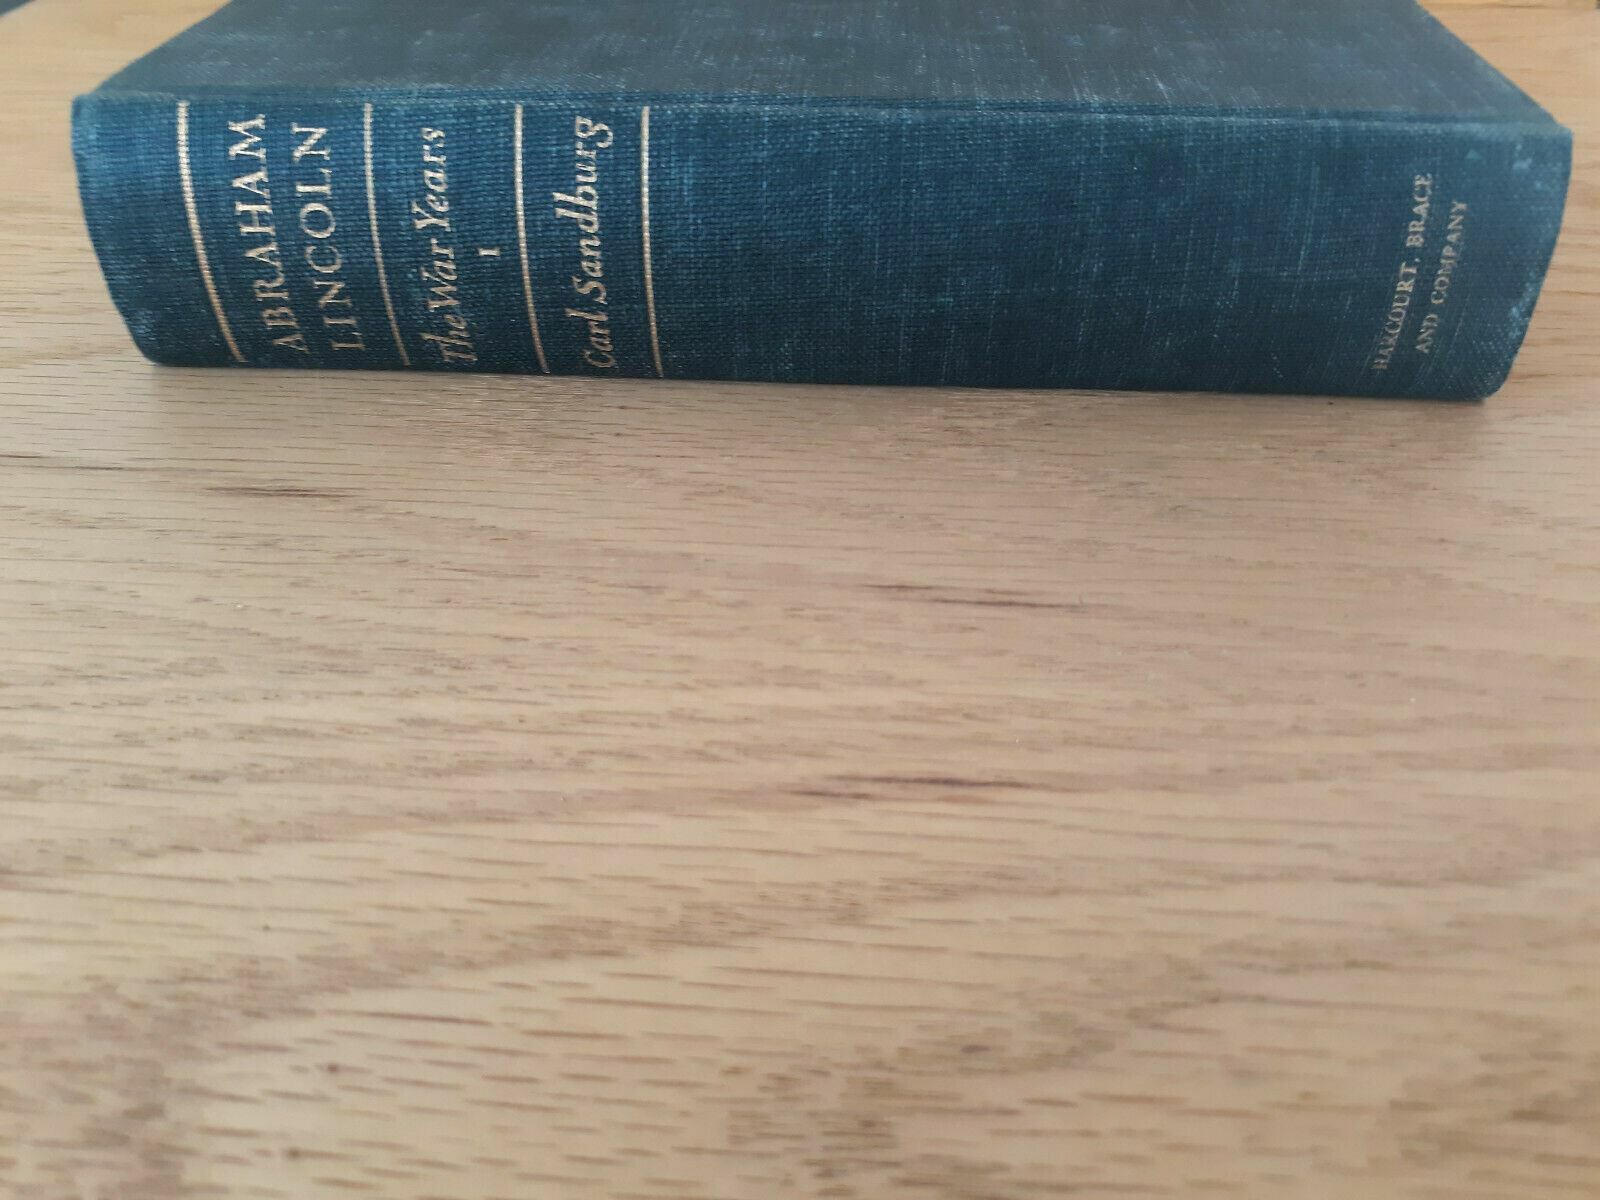 ABRAHAM
LINCOLN
The War Years
I
Carl Sandburg
HARCOURT, BRACE
AND COMPANY